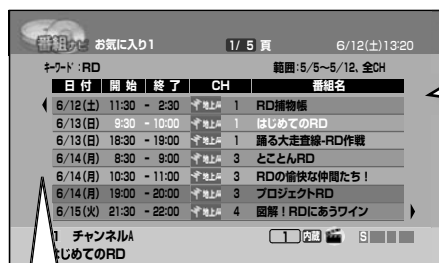 番組ナビ お気に入り1 1/ 5 頁 6/12(土)13:20
ｷｰﾜｰﾄﾞ:RD 範囲:5/5～5/12、全CH
日 付 開 始 終 了 CH 番組名
6/12(土) 11:30 - 2:30 地上A 1 RD捕物帳
6/13(日) 9:30 - 10:00 地上A 1 はじめてのRD
6/13(日) 18:30 - 19:00 地上A 1 踊る大走査線-RD作戦
6/14(月) 8:30 - 9:00 地上A 3 とことんRD
6/14(月) 10:30 - 11:00 地上A 3 RDの愉快な仲間たち！
6/14(月) 19:00 - 20:00 地上A 3 プロジェクトRD
6/15(火) 21:30 - 22:00 地上A 4 図解！RDにあうワイン
1 チャンネルA 1 内蔵 S
はじめてのRD